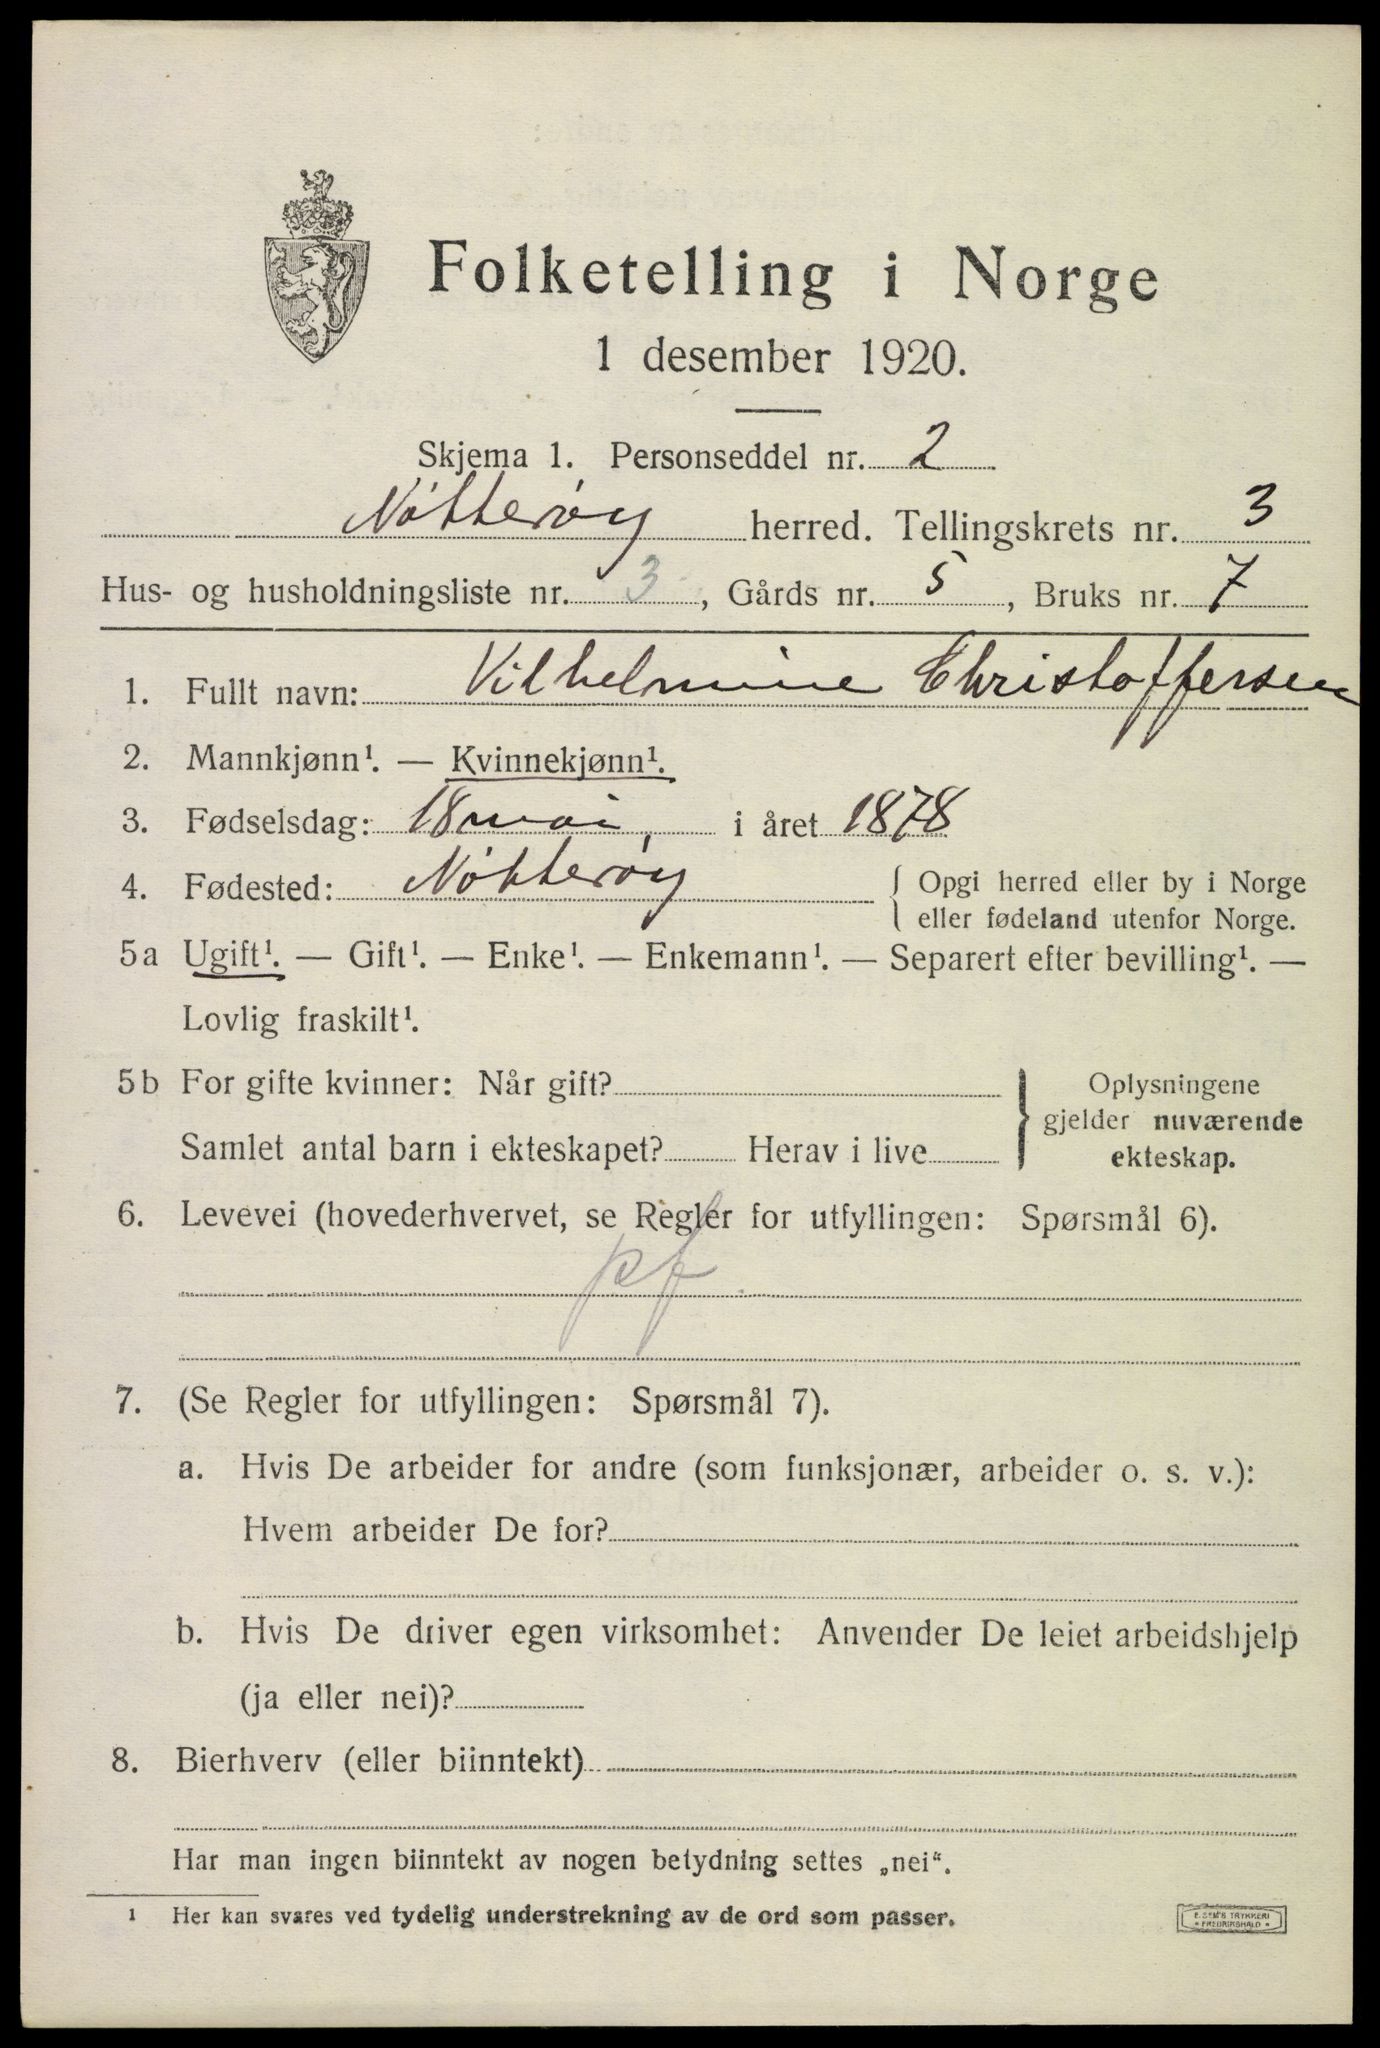 Folketelling i Norge
1 desember 1920.
Skjema 1. Personseddel nr. 2
Nøtterøy herred. Tellingskrets nr. 3
Hus- og husholdningsliste nr. 3, Gårds nr. 5, Bruks nr. 7
1. Fullt navn: Vilhelmine Christoffersen
2. Mannkjønn¹. — Kvinnekjønn¹.
3. Fødselsdag: 18 mai, i året 1878
4. Fødested: Nøtterøy { Opgi herred eller by i Norge
eller fødeland utenfor Norge.
5a Ugift¹. — Gift¹. — Enke¹. — Enkemann¹. — Separert efter bevilling¹. —
Lovlig fraskilt¹.
5b For gifte kvinner: Når gift? } Oplysningene
gjelder nuværende
Samlet antal barn i ekteskapet? Herav i live
ekteskap.
6. Levevei (hovederhvervet, se Regler for utfyllingen: Spørsmål 6).
pf
7. (Se Regler for utfyllingen: Spørsmål 7).
a. Hvis De arbeider for andre (som funksjonær, arbeider o. s. v.):
Hvem arbeider De for?
b. Hvis De driver egen virksomhet: Anvender De leiet arbeidshjelp
(ja eller nei)?
8. Bierhverv (eller biinntekt)
Har man ingen biinntekt av nogen betydning settes „nei“.
1 Her kan svares ved tydelig understrekning av de ord som passer.
E. SEM'S TRYKKERI
* FREDRIKSHALD *